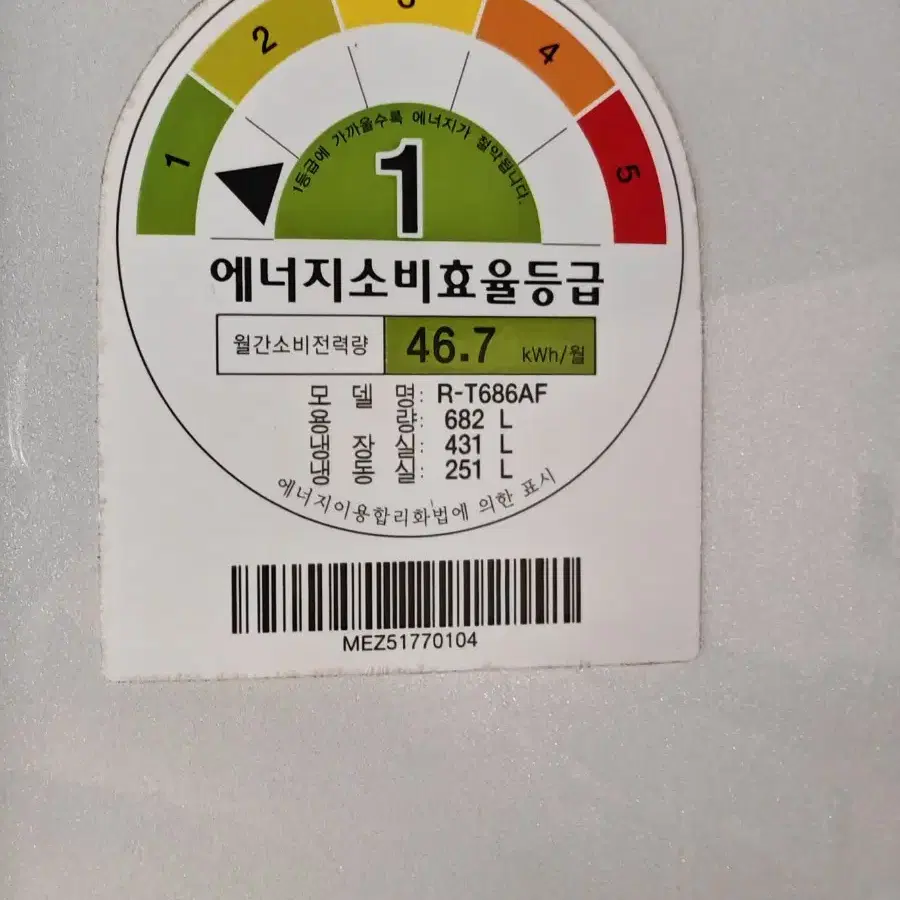 1
2
3
4
5
1등급에 가까울수록 에너지가 절약됩니다.
1
에너지소비효율등급
월간소비전력량 46.7 kWh/월
모 델 명: R-T686AF
용 량: 682 L
냉 장 실: 431 L
냉 동 실: 251 L
에너지이용합리화법에 의한 표시
MEZ51770104